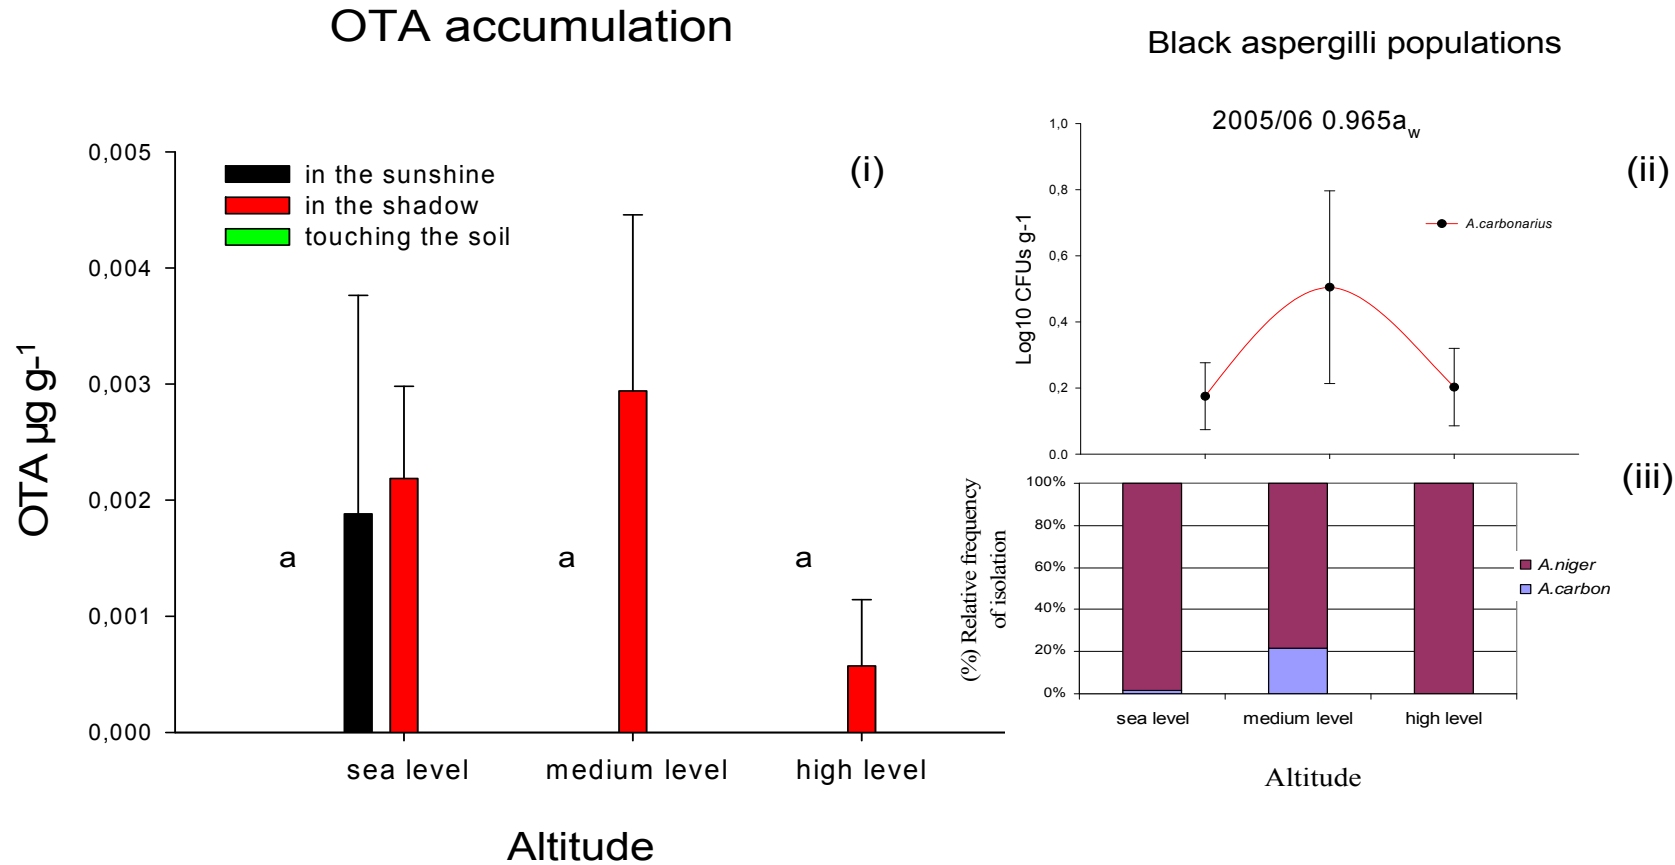 OTA accumulation
Black aspergilli populations
(i)
0,005
0,004
0,003
0,002
0,001
0,000
in the sunshine
in the shadow
touching the soil
a
a
a
OTA µg g-1
sea level
medium level
high level
Altitude
2005/06 0.965aw
(ii)
1,0
0,8
0,6
0,4
0,2
0.0
Log10 CFUs g-1
A.carbonarius
(iii)
100%
80%
60%
40%
20%
0%
(%) Relative frequency
of isolation
A.niger
A.carbon
sea level
medium level
high level
Altitude